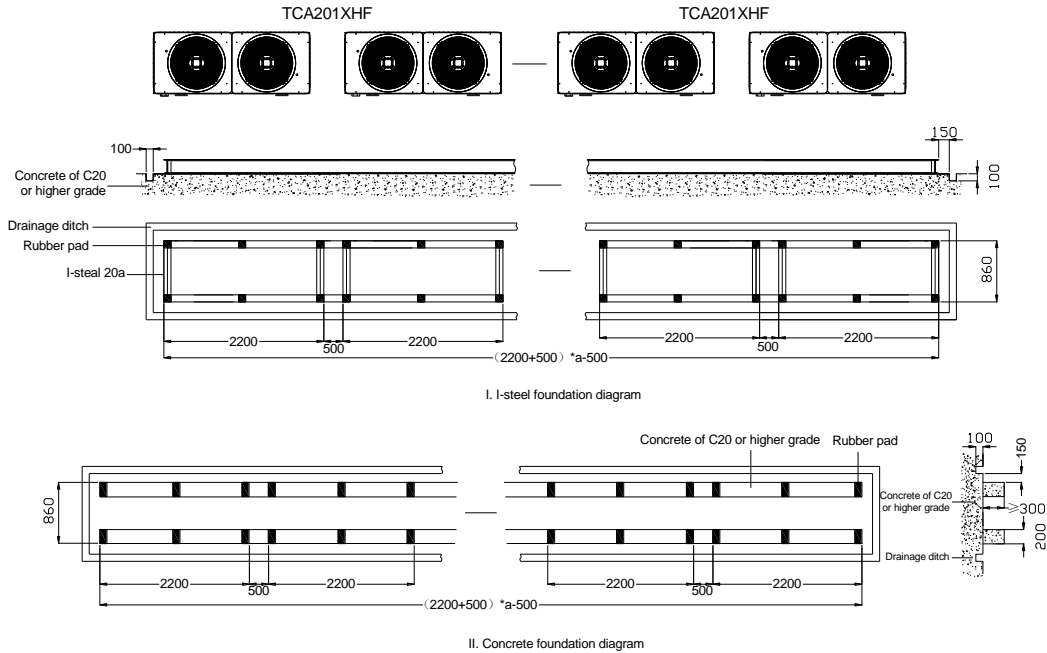 TCA201XHF
TCA201XHF
100
Concrete of C20
or higher grade
150
100
Drainage ditch
Rubber pad
I-steal 20a
860
2200
500
2200
2200
500
2200
(2200+500) *a-500
I. I-steel foundation diagram
Concrete of C20 or higher grade
Rubber pad
860
2200
500
2200
2200
500
2200
(2200+500) *a-500
100
150
Concrete of C20
or higher grade
≥300
200
Drainage ditch
II. Concrete foundation diagram